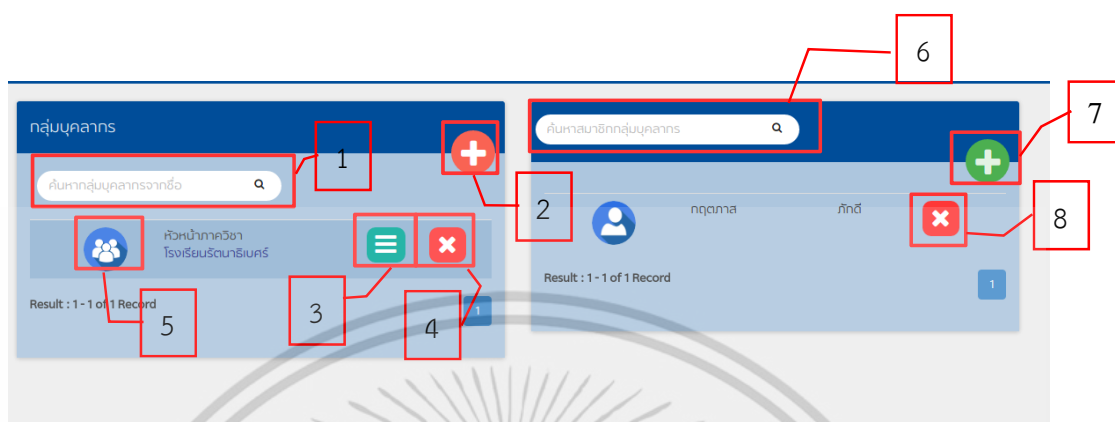 6
7
กลุ่มบุคลากร
ค้นหาสมาชิกกลุ่มบุคลากร
1
ค้นหากลุ่มบุคลากรจากชื่อ
2
กฤตภาส ภักดี
8
หัวหน้าภาควิชา
โรงเรียนรัตนาธิเบศร์
Result : 1 - 1 of 1 Record
1
Result : 1 - 1 of 1 Record
1
5
3
4